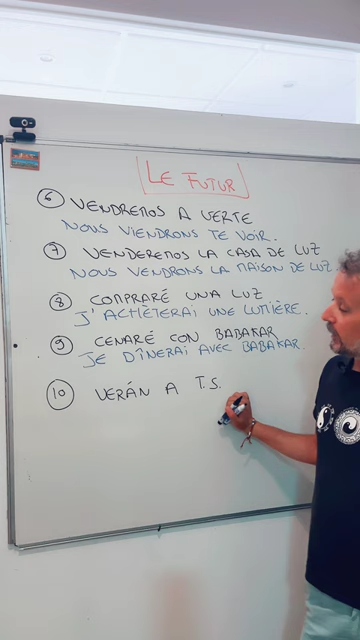 LE FUTUR
6 VENDREMOS A VERTE
NOUS VIENDRONS TE VOIR.
7 VENDEREMOS LA CASA DE LUZ
NOUS VENDRONS LA MAISON DE LUZ.
8 COMPRARÉ UNA LUZ
J'ACHÈTERAI UNE LUMIÈRE.
9 CENARÉ CON BABAKAR
JE DÎNERAI AVEC BABAKAR.
10 VERÁN A T.S.